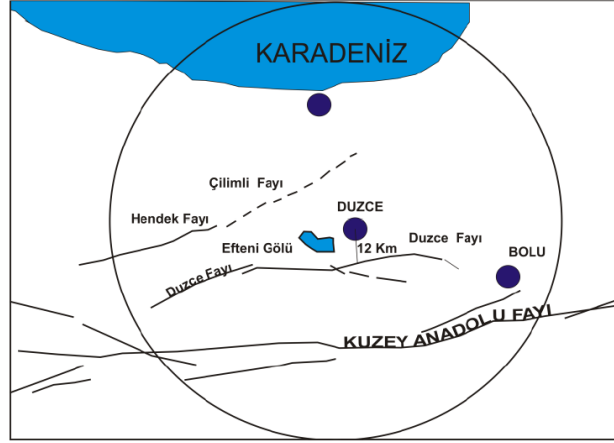 KARADENİZ
Çilimli Fayı
Hendek Fayı
DUZCE
Efteni Gölü
12 Km
Duzce Fayı
BOLU
Duzce Fayı
KUZEY ANADOLU FAYI